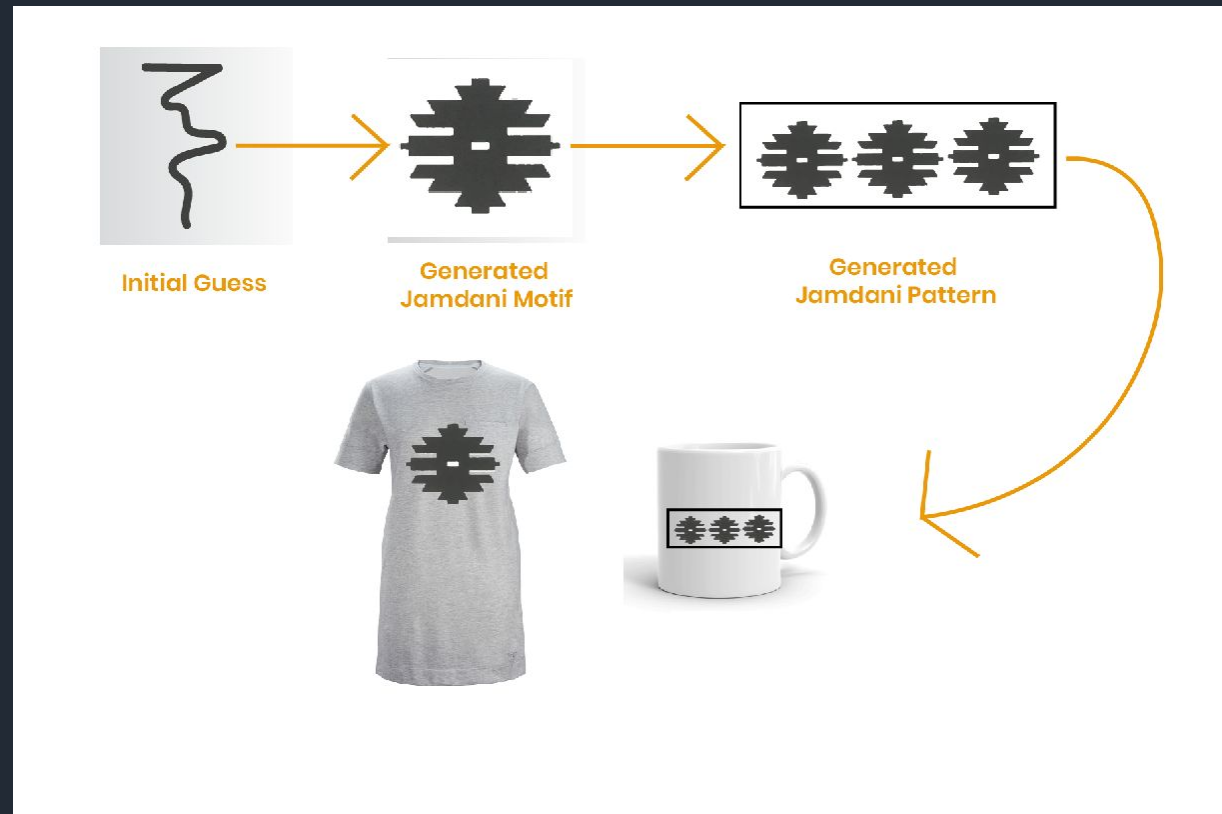 Initial Guess
Generated
Jamdani Motif
Generated
Jamdani Pattern